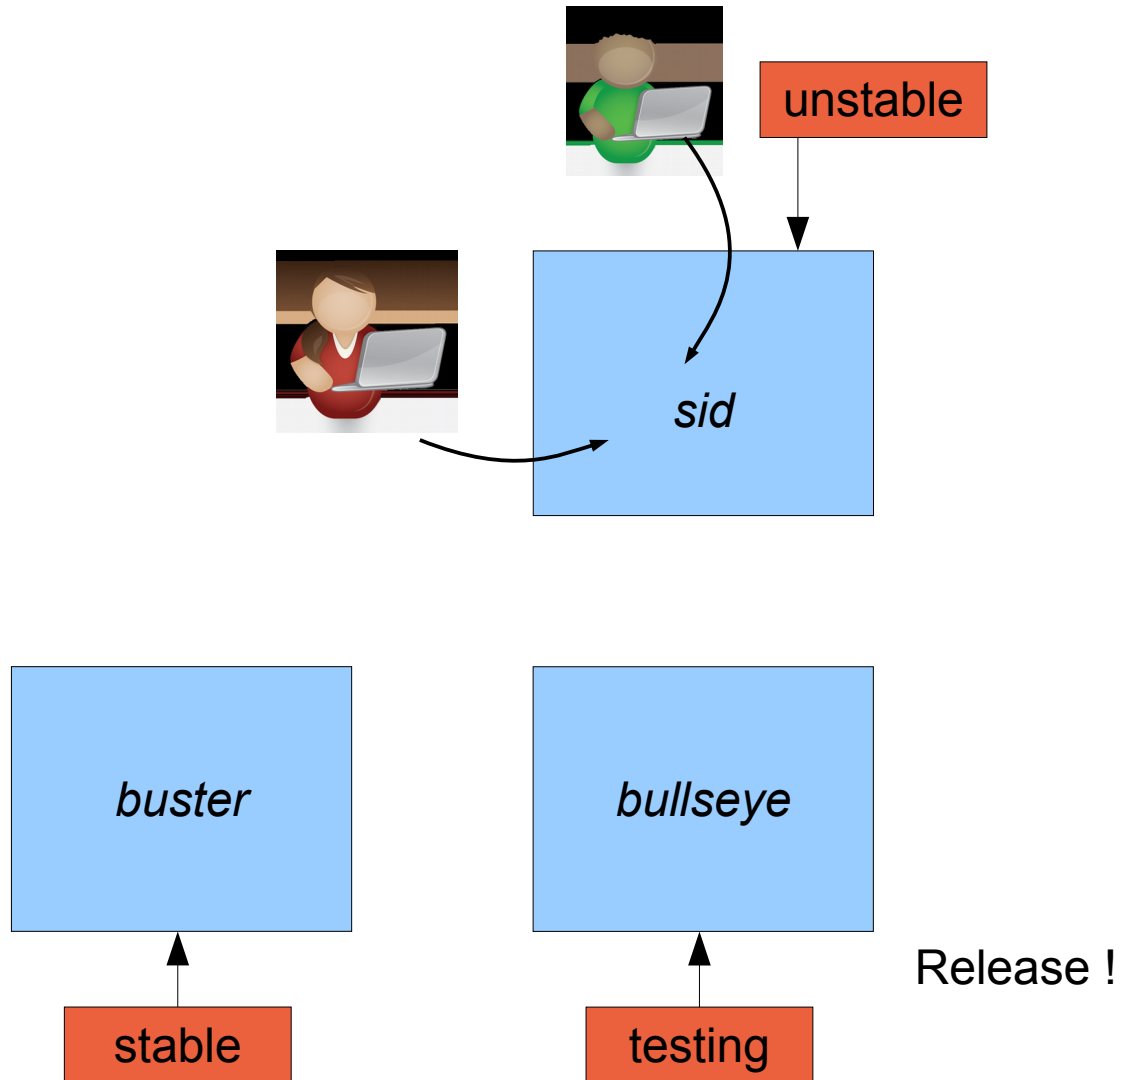 unstable
sid
buster
bullseye
Release !
stable
testing